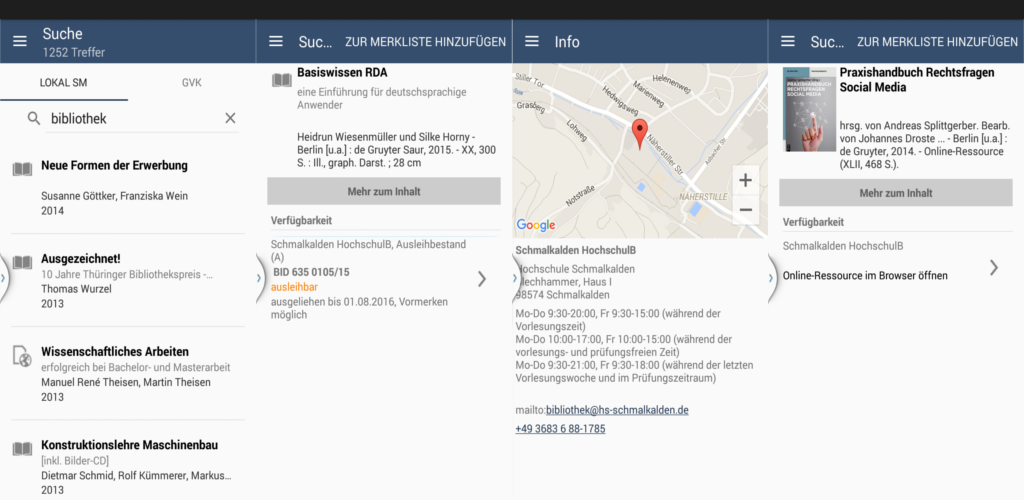 Suche
1252 Treffer
LOKAL SM
GVK
bibliothek
Neue Formen der Erwerbung
Susanne Göttker, Franziska Wein
2014
Ausgezeichnet!
10 Jahre Thüringer Bibliothekspreis -...
Thomas Wurzel
2013
Wissenschaftliches Arbeiten
erfolgreich bei Bachelor- und Masterarbeit
Manuel René Theisen, Martin Theisen
2013
Konstruktionslehre Maschinenbau
[inkl. Bilder-CD]
Dietmar Schmid, Rolf Kümmerer, Markus...
2013
Suc... ZUR MERKLISTE HINZUFÜGEN
Basiswissen RDA
eine Einführung für deutschsprachige
Anwender
Heidrun Wiesenmüller und Silke Horny -
Berlin [u.a.] : de Gruyter Saur, 2015. - XX, 300
S. : Ill., graph. Darst. ; 28 cm
Mehr zum Inhalt
Verfügbarkeit
Schmalkalden HochschulB, Ausleihbestand
(A)
BID 635 0105/15
ausleihbar
ausgeliehen bis 01.08.2016, Vormerken
möglich
Info
Stiller Tor
Grasberg
Helenenweg
Marienweg
Hedwigsweg
Lohweg
Näherstiller Str
Asbacher Str.
Notstraße
NÄHERSTILLE
+
−
Google
Schmalkalden HochschulB
Hochschule Schmalkalden
Blechhammer, Haus I
98574 Schmalkalden
Mo-Do 9:30-20:00, Fr 9:30-15:00 (während der
Vorlesungszeit)
Mo-Do 10:00-17:00, Fr 10:00-15:00 (während der
vorlesungs- und prüfungsfreien Zeit)
Mo-Do 9:30-21:00, Fr 9:30-18:00 (während der letzten
Vorlesungswoche und im Prüfungszeitraum)
mailto:bibliothek@hs-schmalkalden.de
+49 3683 6 88-1785
Suc... ZUR MERKLISTE HINZUFÜGEN
PRAXISHANDBUCH
RECHTSFRAGEN
SOCIAL MEDIA
Praxishandbuch Rechtsfragen
Social Media
hrsg. von Andreas Splittgerber. Bearb.
von Johannes Droste ... - Berlin [u.a.] :
de Gruyter, 2014. - Online-Ressource
(XLII, 468 S.).
Mehr zum Inhalt
Verfügbarkeit
Schmalkalden HochschulB
Online-Ressource im Browser öffnen